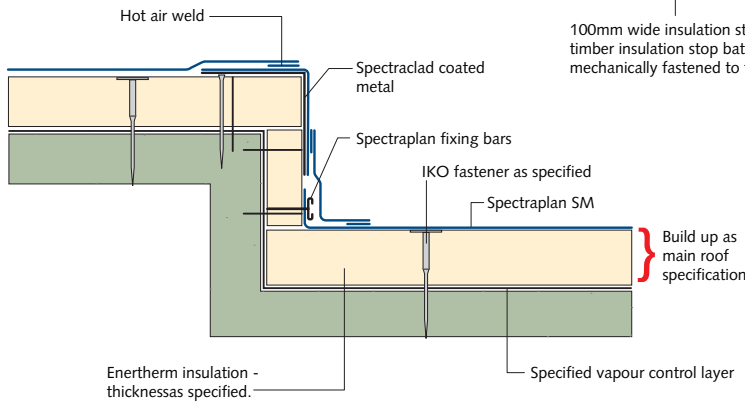 Hot air weld
100mm wide insulation
timber insulation stop
mechanically fastened to
Spectraclad coated
metal
Spectraplan fixing bars
IKO fastener as specified
Spectraplan SM
Build up as
main roof
specification
Enertherm insulation -
thicknessas specified.
Specified vapour control layer